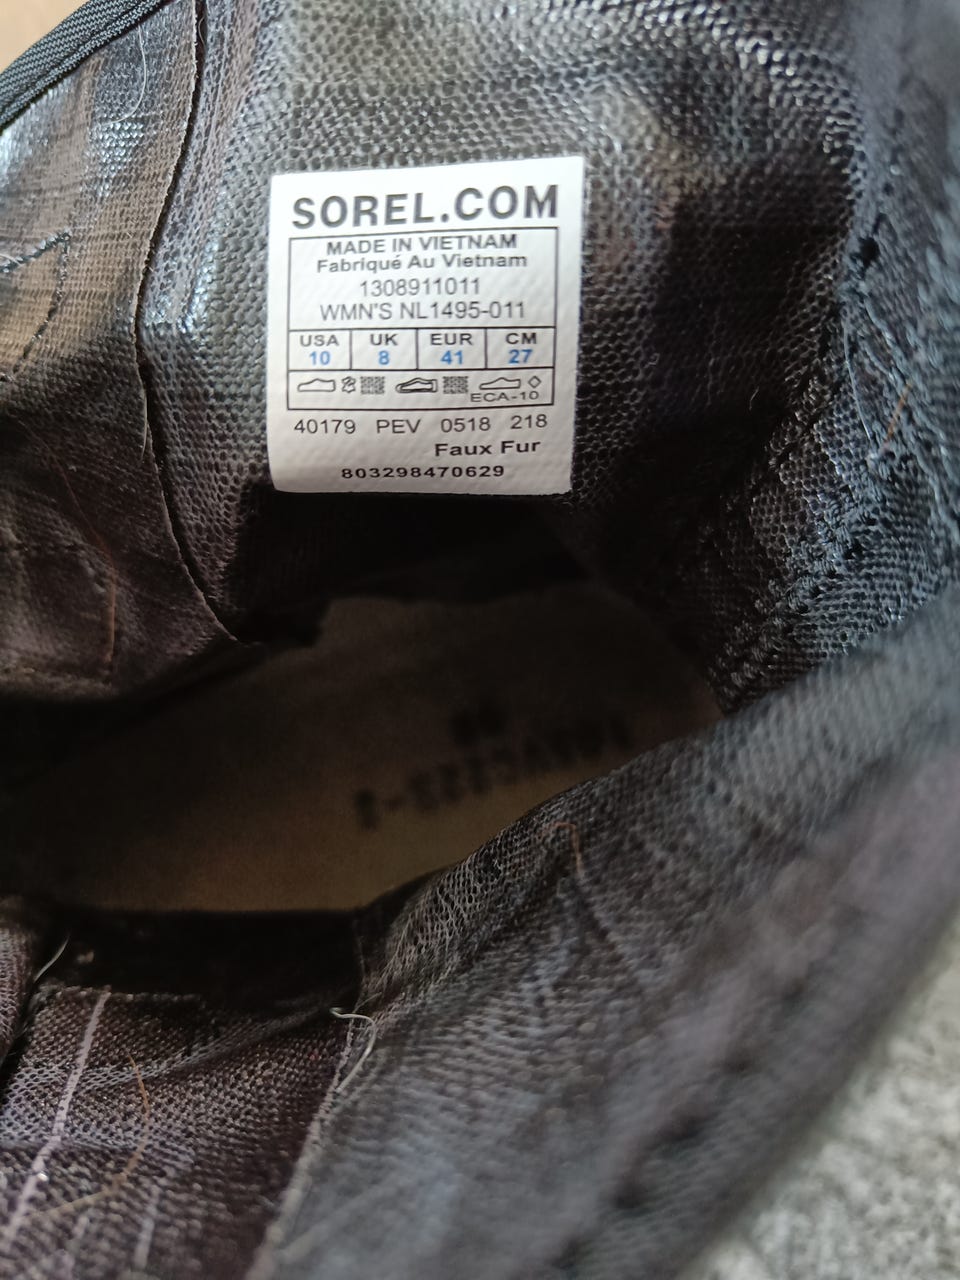 SOREL.COM
MADE IN VIETNAM
Fabriqué Au Vietnam
1308911011
WMN'S NL1495-011
USA UK EUR CM
10 8 41 27
ECA-10
40179 PEV 0518 218
Faux Fur
803298470629